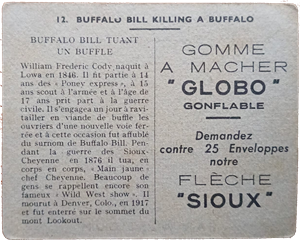 12. BUFFALO BILL KILLING A BUFFALO
BUFFALO BILL TUANT
UN BUFFLE
William Frederic Cody naquit à
Lowa en 1846. Il fit partie à 14
ans des « Poney express », à 15
ans scout à l'armée et à l'âge de
17 ans prit part à la guerre
civile. Il s'engagea un jour à ravi-
tailler en viande de buffle les
ouvriers d'une nouvelle voie fer-
rée et à cette occasion fut affublé
du surnom de Buffalo Bill. Pen-
dant la guerre des Sioux-
Cheyenne, en 1876 il tua, en
corps en corps, « Main jaune »
chef Cheyenne. Beaucoup de
gens se rappellent encore son
fameux « Wild West show ». Il
mourut à Denver, Colo., en 1917
et fut enterré sur le sommet du
mont Lookout.
GOMME
A MACHER
"GLOBO"
GONFLABLE
Demandez
contre 25 Enveloppes
notre
FLÈCHE
"SIOUX"